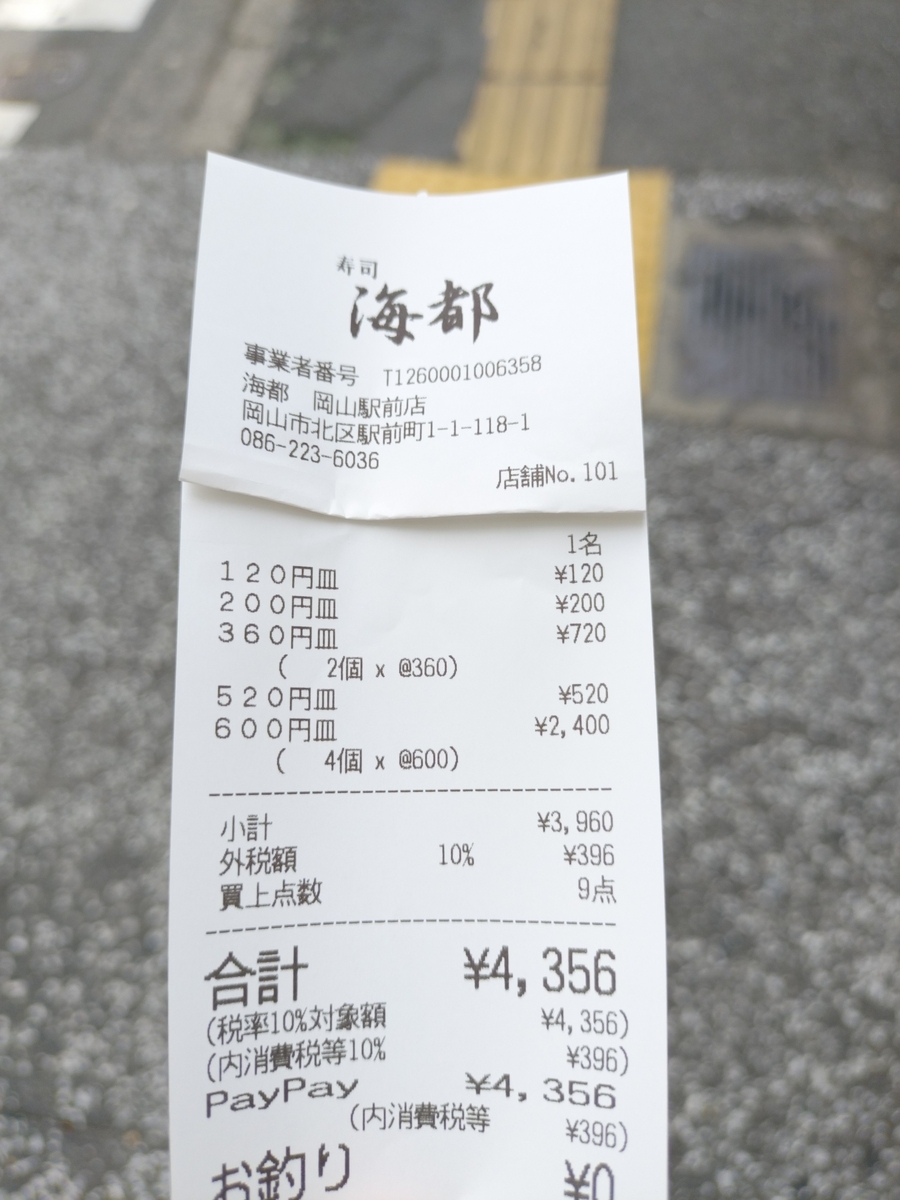 寿司
海都
事業者番号 T1260001006358
海都 岡山駅前店
岡山市北区駅前町1-1-118-1
086-223-6036
店舗No.101
1名
120円皿 ¥120
200円皿 ¥200
360円皿 ¥720
( 2個 x @360)
520円皿 ¥520
600円皿 ¥2,400
( 4個 x @600)
小計 ¥3,960
外税額 10% ¥396
買上点数 9点
合計 ¥4,356
(税率10%対象額 ¥4,356)
(内消費税等10% ¥396)
PayPay ¥4,356
(内消費税等 ¥396)
お釣り ¥0